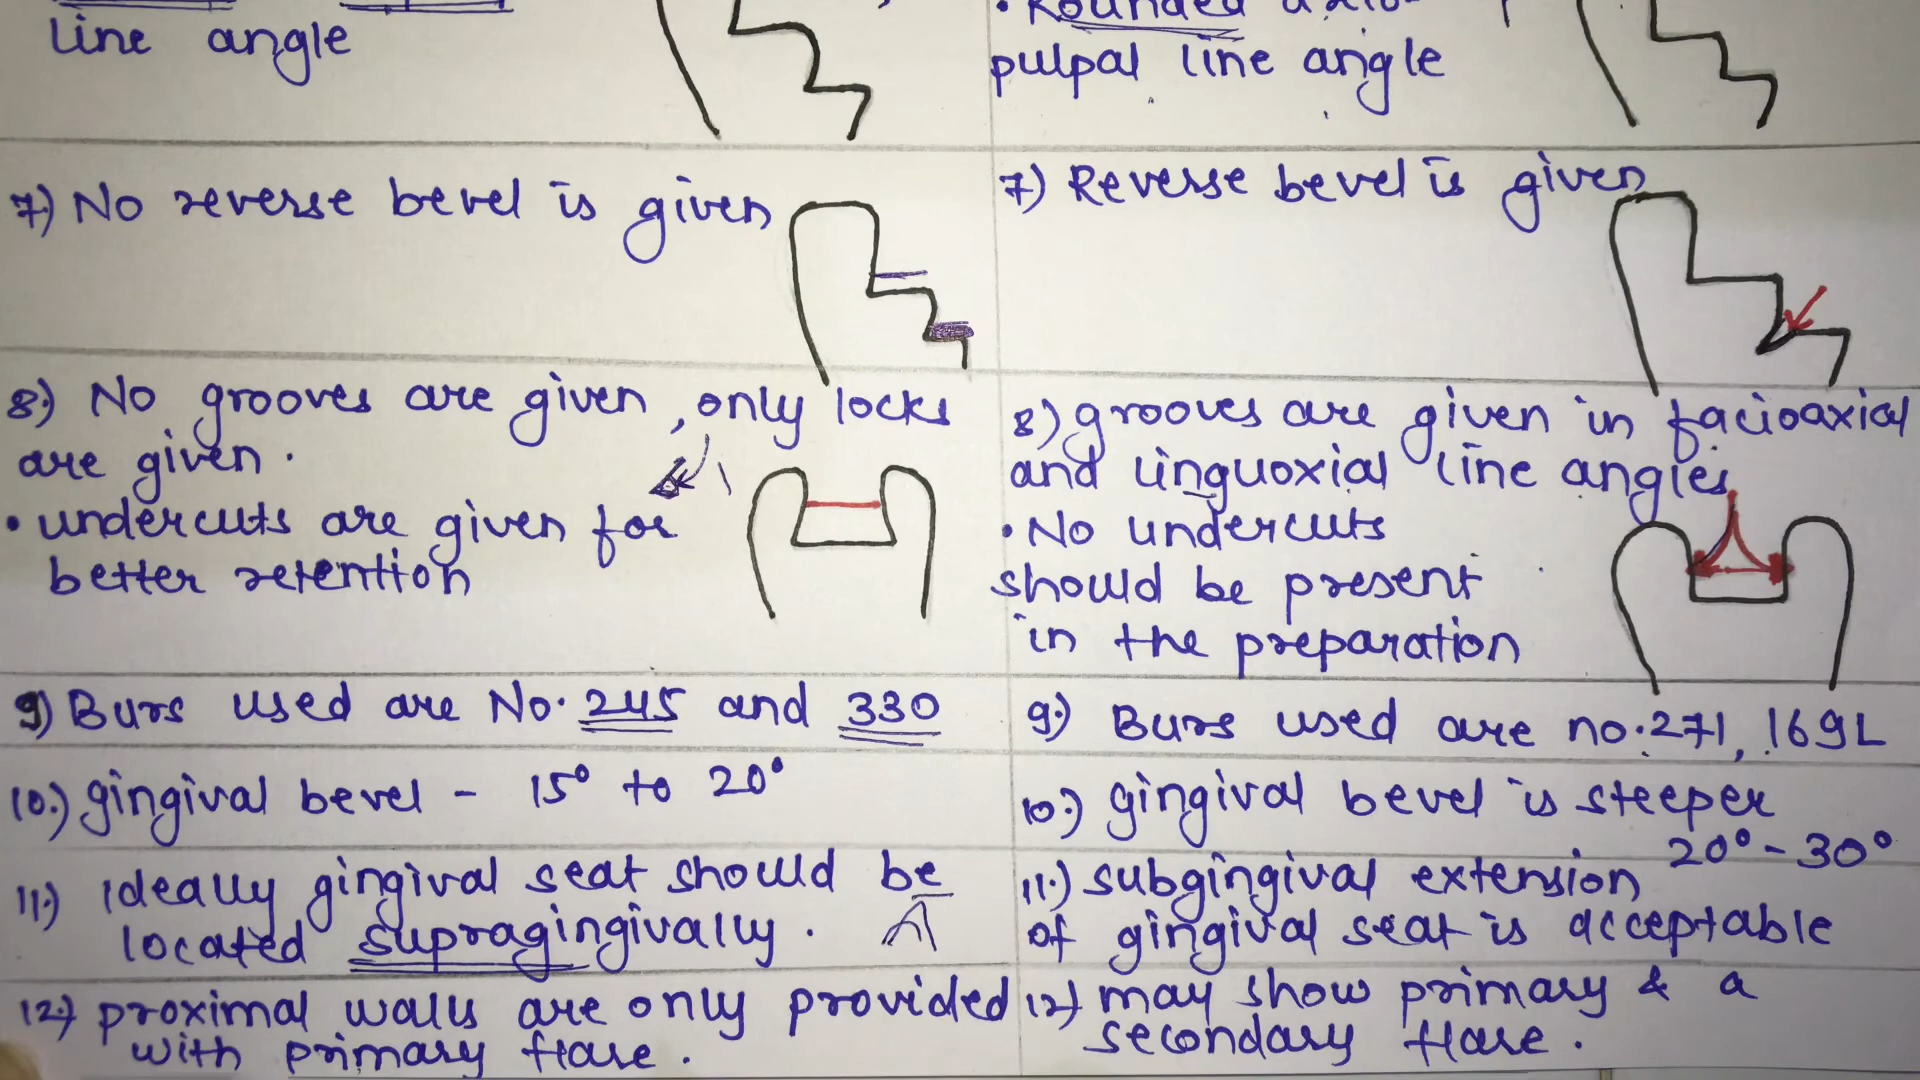 line angle
7) No reverse bevel is given
8.) No grooves are given, only locks
are given.
• undercuts are given for
better retention
9) Burs used are No. 245 and 330
10.) gingival bevel - 15° to 20°
11.) Ideally gingival seat should be
located supragingivally.
12.) proximal walls are only provided
with primary flare.
• Rounded axio-
pulpal line angle
7) Reverse bevel is given
8) grooves are given in facioaxial
and linguoxial line angles
• No undercuts
should be present
in the preparation
9.) Burs used are no. 271, 169L
10.) gingival bevel is steeper
20° - 30°
11.) subgingival extension
of gingival seat is acceptable
12) may show primary & a
secondary flare.